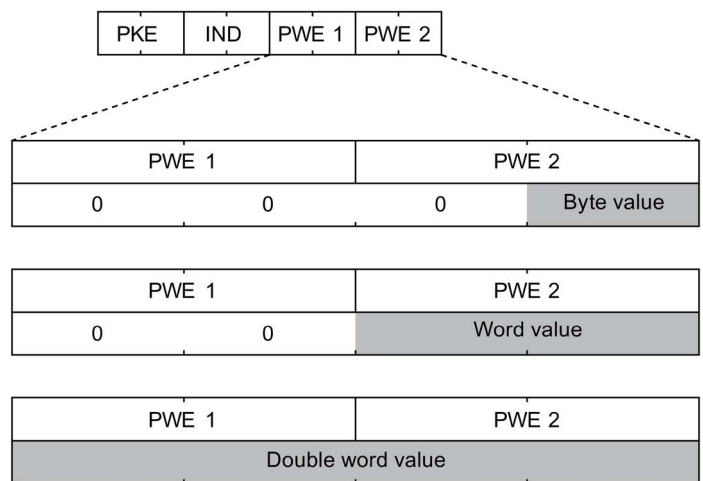 PKE IND PWE 1 PWE 2
PWE 1 PWE 2
0 0 0 Byte value
PWE 1 PWE 2
0 0 Word value
PWE 1 PWE 2
Double word value